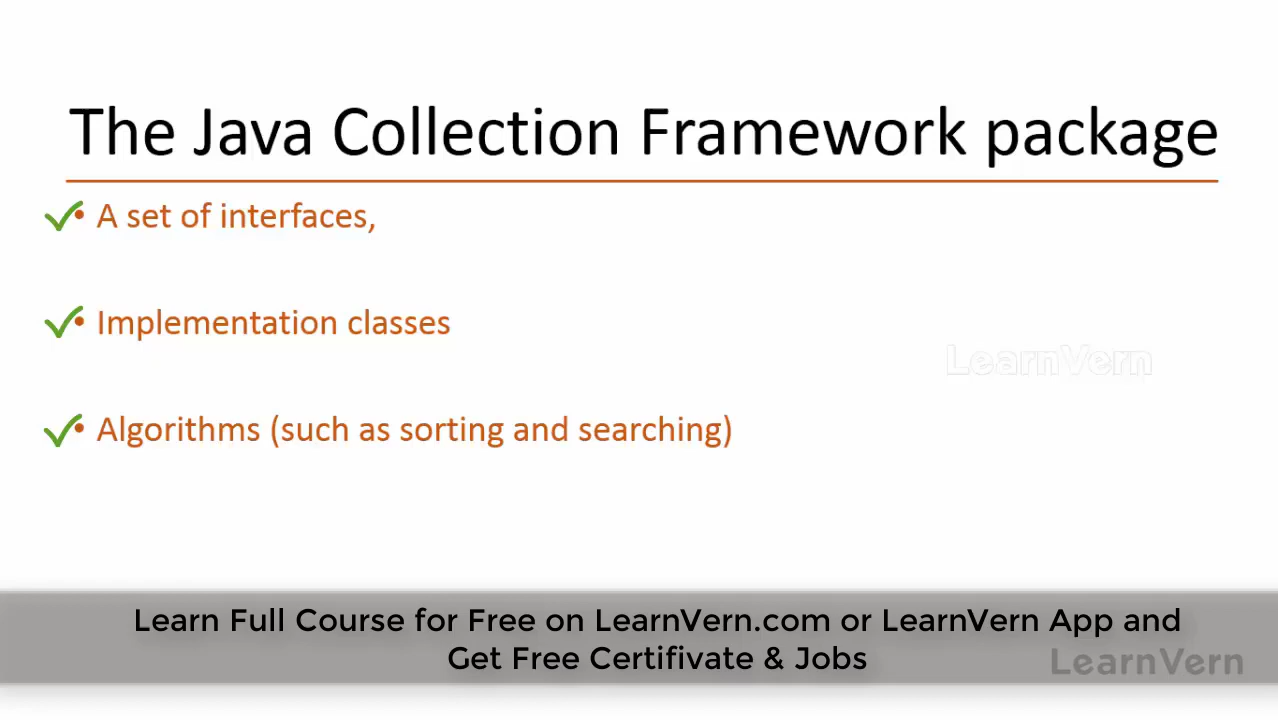 The Java Collection Framework package
• A set of interfaces,
• Implementation classes
LearnVern
• Algorithms (such as sorting and searching)
Learn Full Course for Free on LearnVern.com or LearnVern App and
Get Free Certifivate & Jobs
LearnVern